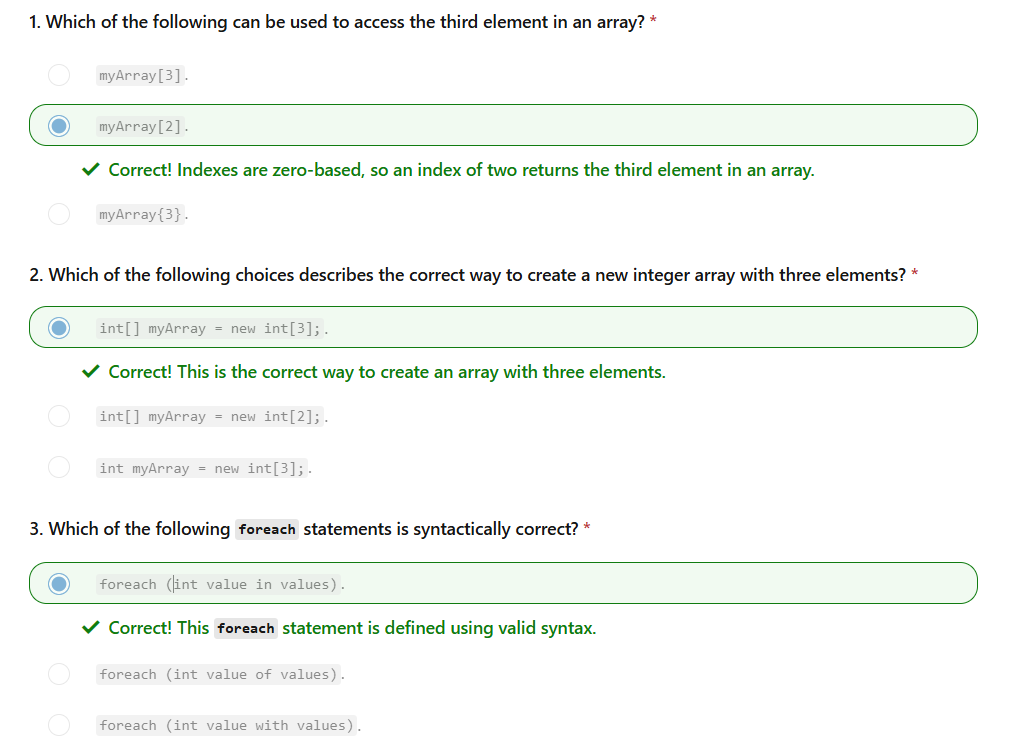 1. Which of the following can be used to access the third element in an array? *
myArray[3].
myArray[2].
Correct! Indexes are zero-based, so an index of two returns the third element in an array.
myArray{3}.
2. Which of the following choices describes the correct way to create a new integer array with three elements? *
int[] myArray = new int[3];.
Correct! This is the correct way to create an array with three elements.
int[] myArray = new int[2];.
int myArray = new int[3];.
3. Which of the following foreach statements is syntactically correct? *
foreach (int value in values).
Correct! This foreach statement is defined using valid syntax.
foreach (int value of values).
foreach (int value with values).